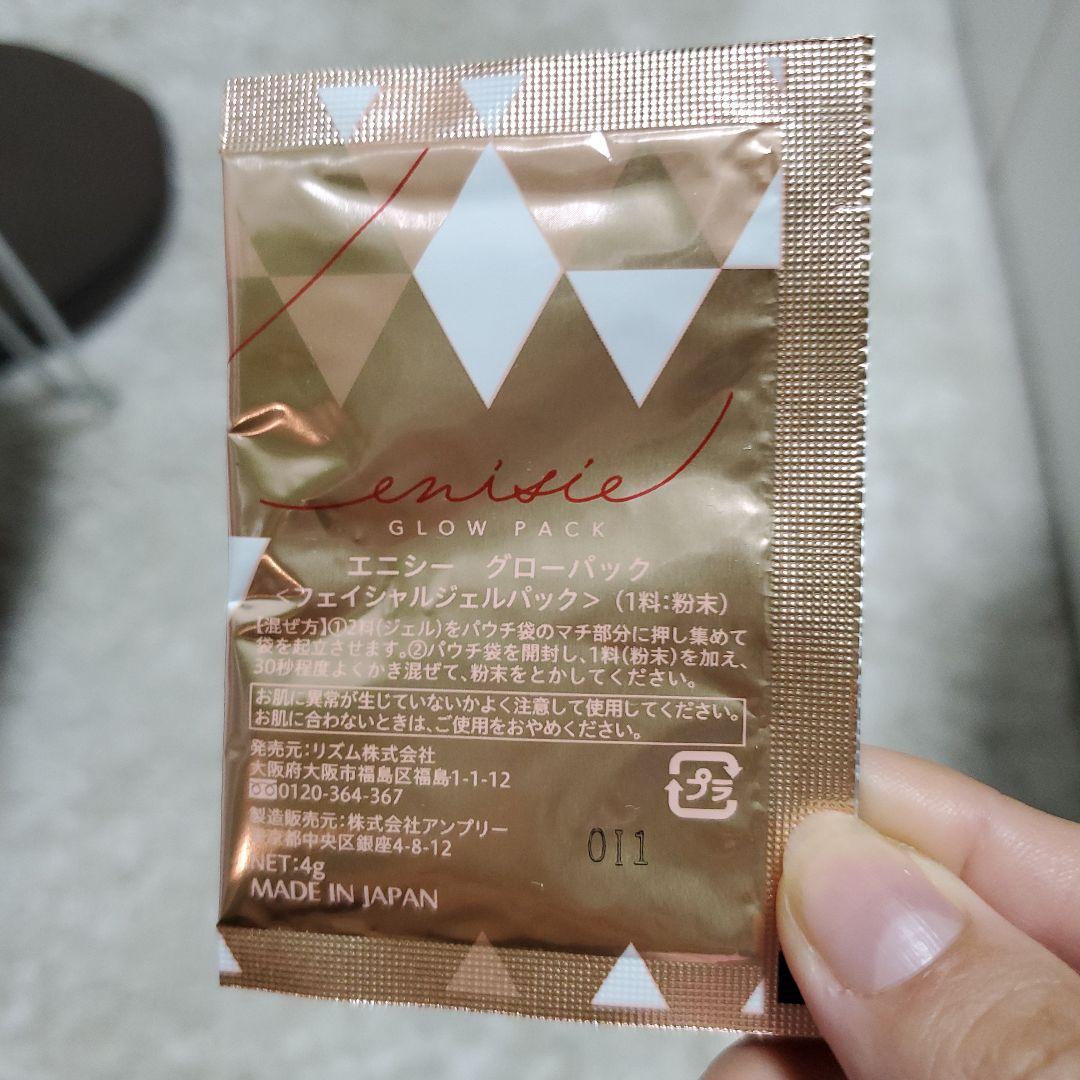 enisie
GLOW PACK
エニシー グローパック
<フェイシャルジェルパック>(1料:粉末)
【混ぜ方】①2料(ジェル)をパウチ袋のマチ部分に押し集めて
袋を起立させます。②パウチ袋を開封し、1料(粉末)を加え、
30秒程度よくかき混ぜて、粉末をとかしてください。
お肌に異常が生じていないかよく注意して使用してください。
お肌に合わないときは、ご使用をおやめください。
発売元:リズム株式会社
大阪府大阪市福島区福島1-1-12
0120-364-367
プラ
製造販売元:株式会社アンプリー
東京都中央区銀座4-8-12
011
NET:4g
MADE IN JAPAN